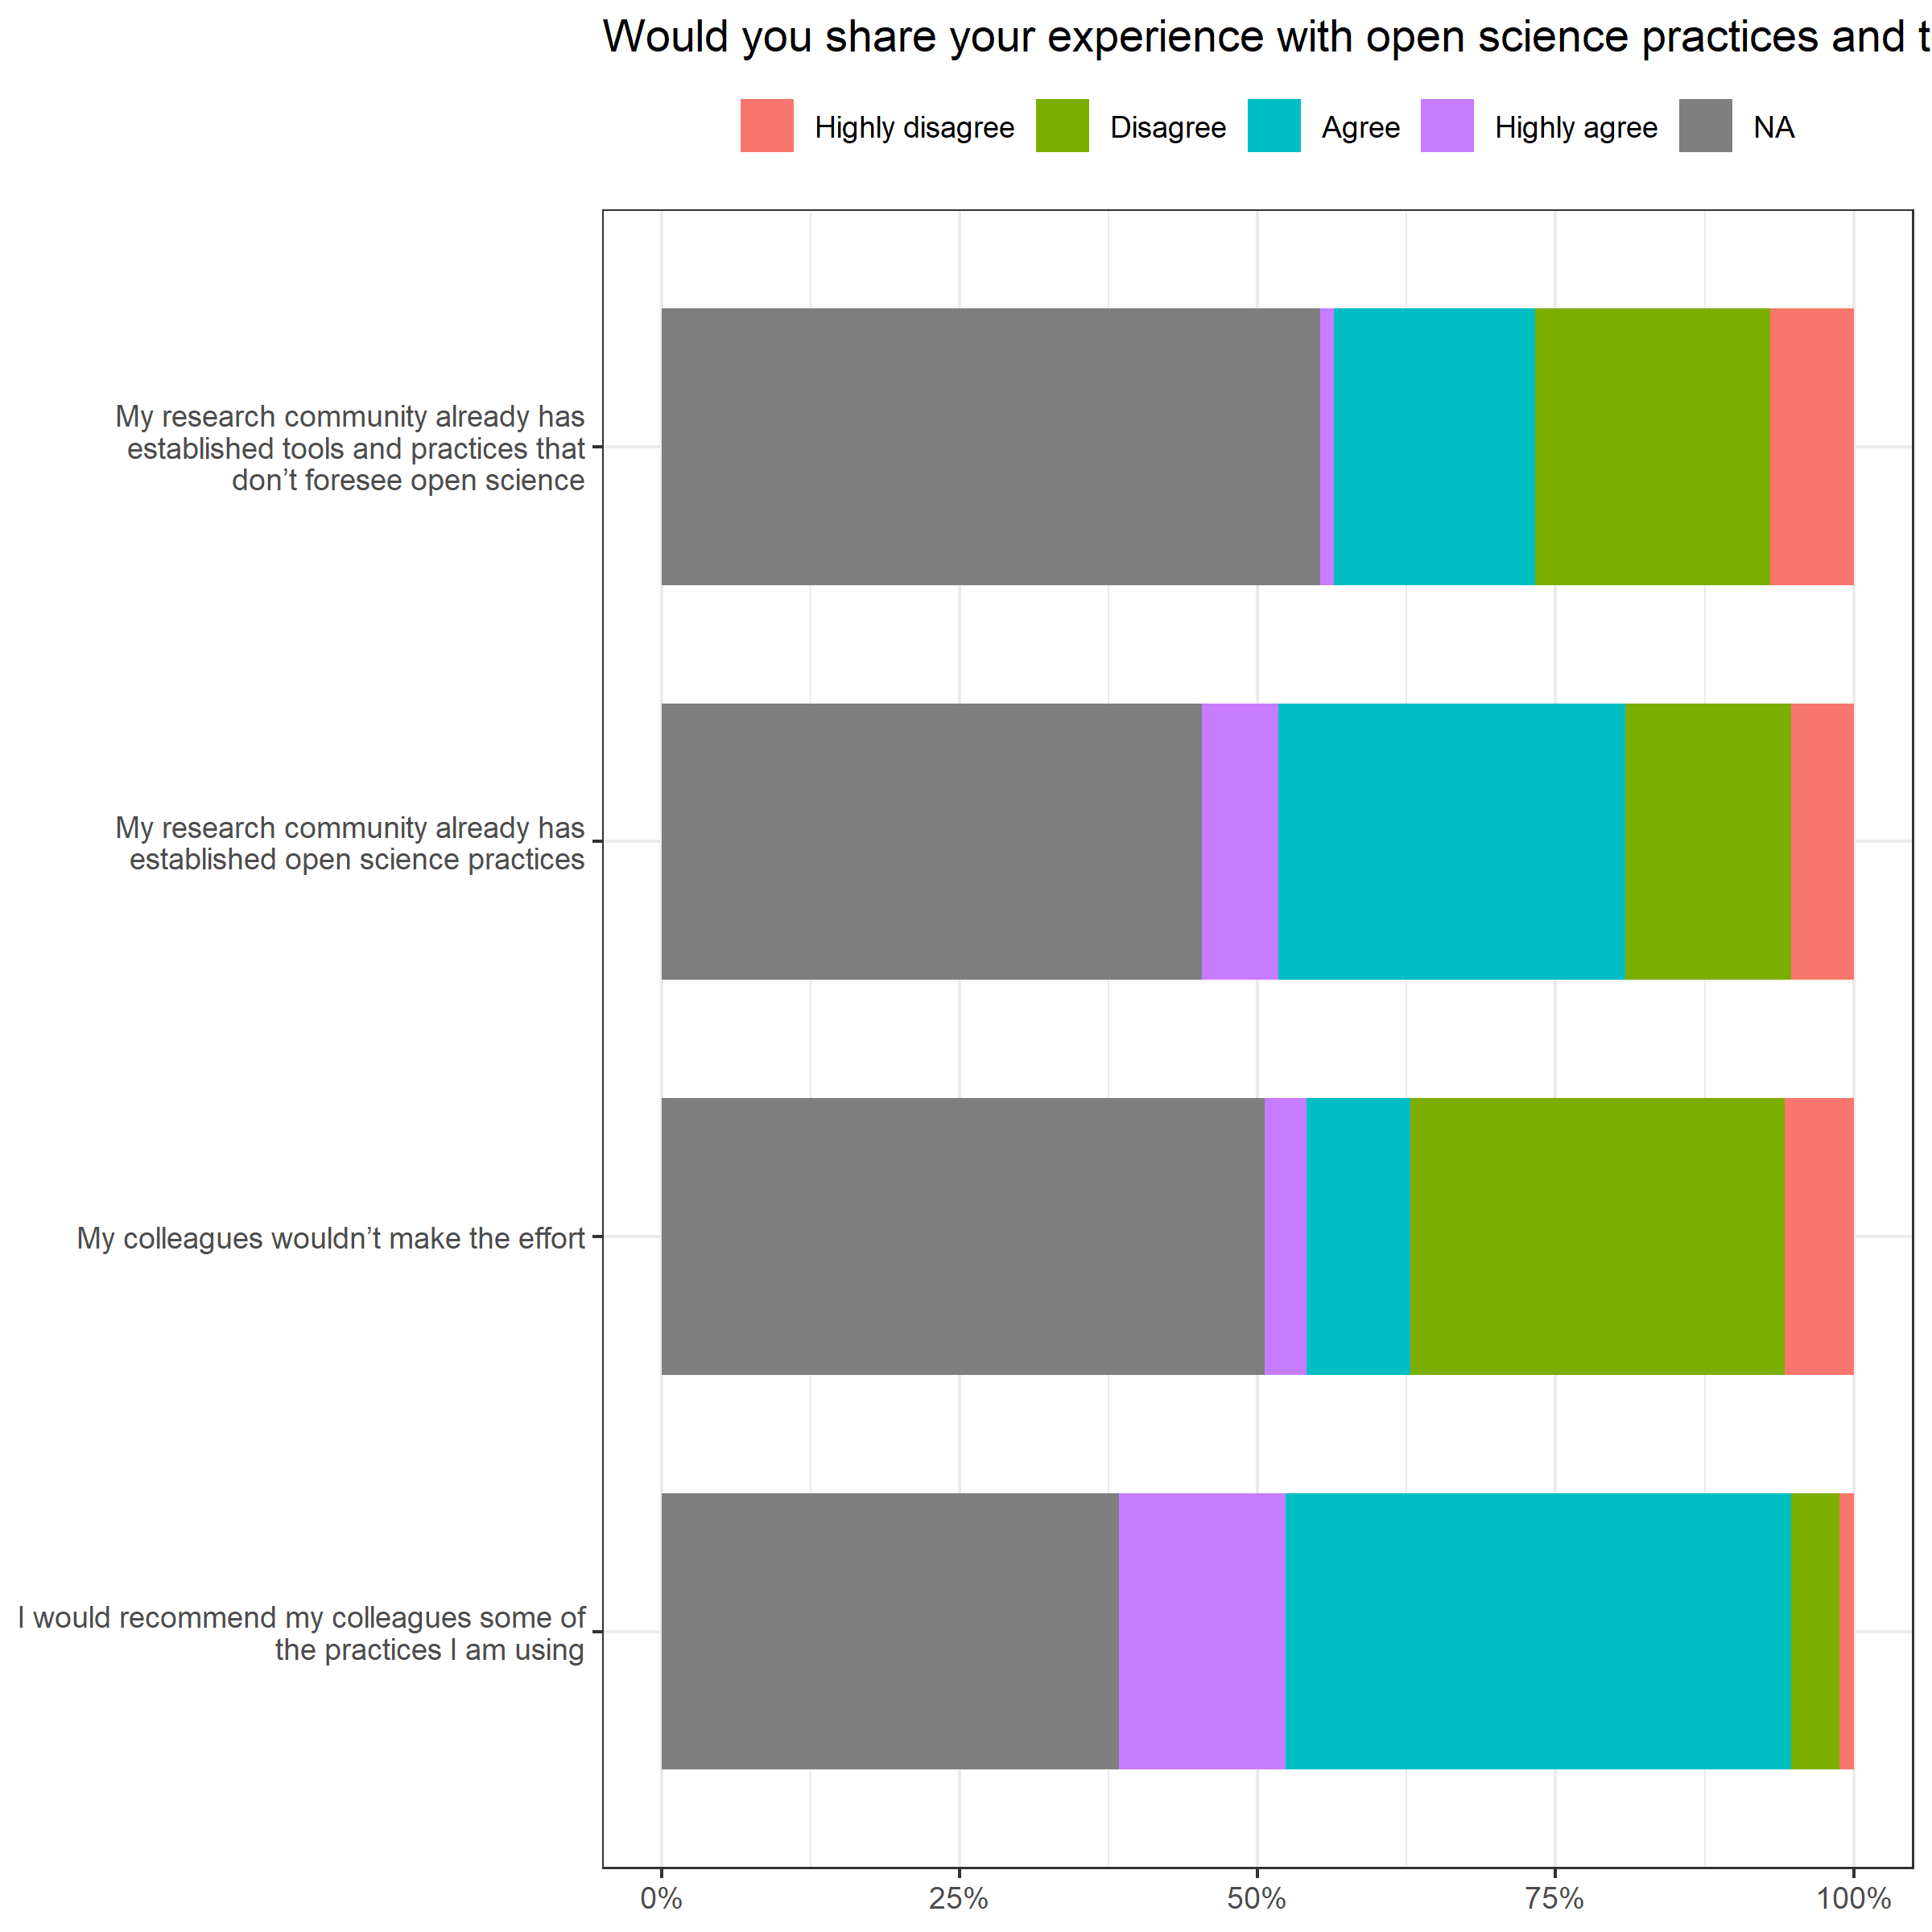 Would you share your experience with open science practices and t
Highly disagree
Disagree
Agree
Highly agree
NA
My research community already has
established tools and practices that
don’t foresee open science
My research community already has
established open science practices
My colleagues wouldn’t make the effort
I would recommend my colleagues some of
the practices I am using
0%
25%
50%
75%
100%